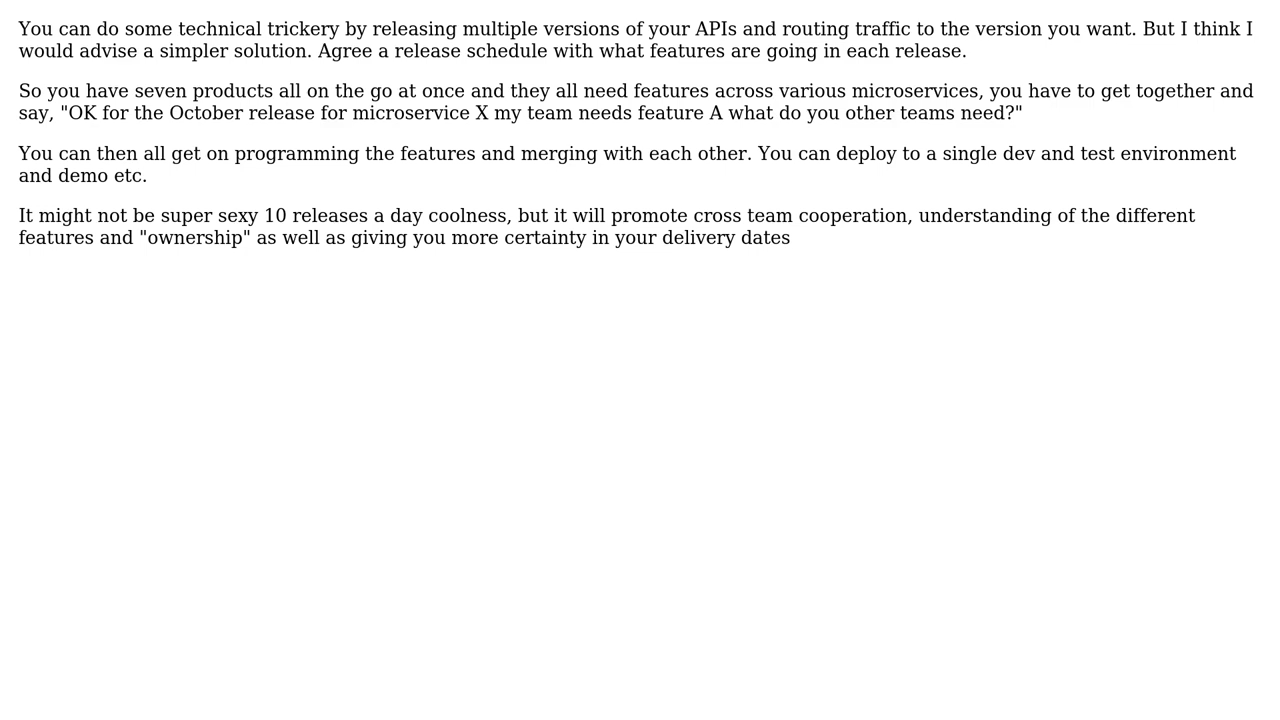 You can do some technical trickery by releasing multiple versions of your APIs and routing traffic to the version you want. But I think I
would advise a simpler solution. Agree a release schedule with what features are going in each release.
So you have seven products all on the go at once and they all need features across various microservices, you have to get together and
say, "OK for the October release for microservice X my team needs feature A what do you other teams need?"
You can then all get on programming the features and merging with each other. You can deploy to a single dev and test environment
and demo etc.
It might not be super sexy 10 releases a day coolness, but it will promote cross team cooperation, understanding of the different
features and "ownership" as well as giving you more certainty in your delivery dates